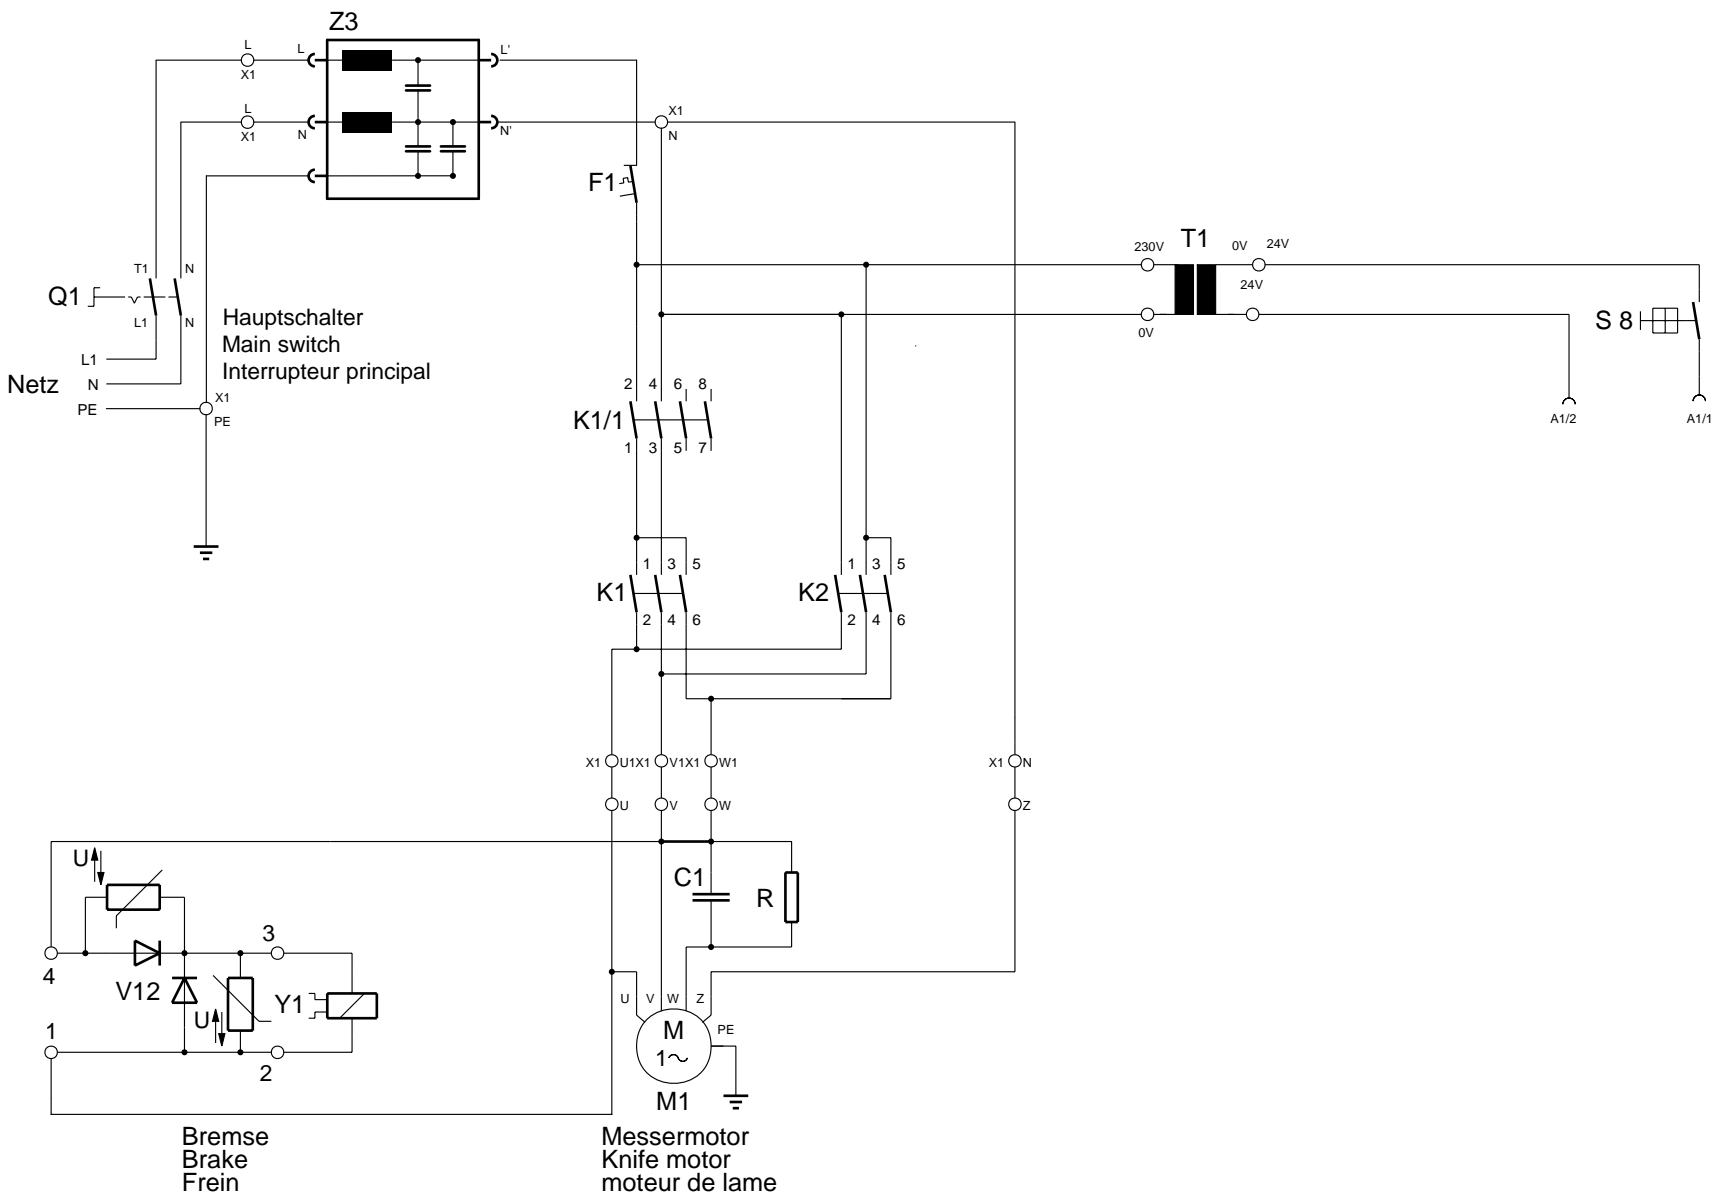 Z3
L L L'
X1
L
X1 N N' X1
N
F1
T1 N
Q1
L1 N
Hauptschalter
Main switch
Interrupteur principal
L1
Netz N
PE
X1
PE
230V T1 0V 24V
24V
0V
S 8
A1/2 A1/1
2 4 6 8
K1/1
1 3 5 7
1 3 5 1 3 5
K1 K2
2 4 6 2 4 6
X1 U1 X1 V1 X1 W1 X1 N
U V W Z
U
C1
R
3
4
V12
U
Y1
1
2
U V W Z
PE
M
1~
M1
Bremse
Brake
Frein
Messermotor
Knife motor
moteur de lame